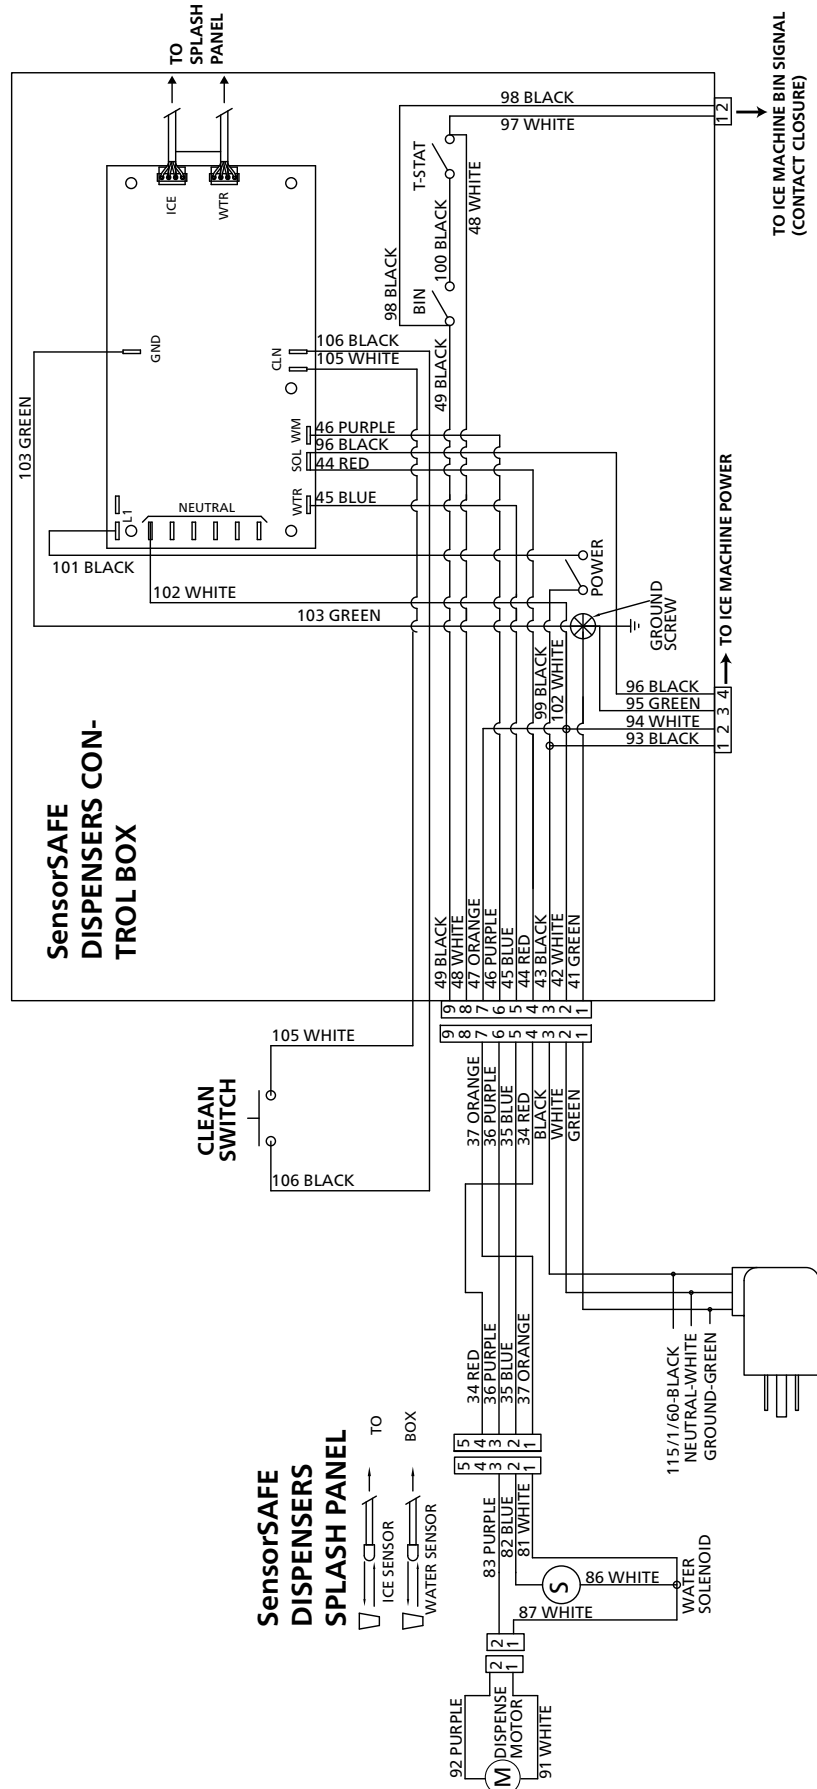 SensorSAFE
DISPENSERS CON-
TROL BOX
TO
SPLASH
PANEL
ICE
WTR
GND
CLN
WM
SOL
WTR
L1
NEUTRAL
103 GREEN
101 BLACK
102 WHITE
103 GREEN
106 BLACK
105 WHITE
46 PURPLE
96 BLACK
44 RED
45 BLUE
98 BLACK
97 WHITE
T-STAT
48 WHITE
100 BLACK
98 BLACK
BIN
49 BLACK
1 2
TO ICE MACHINE BIN SIGNAL
(CONTACT CLOSURE)
POWER
GROUND
SCREW
99 BLACK
102 WHITE
96 BLACK
95 GREEN
94 WHITE
93 BLACK
1 2 3 4
TO ICE MACHINE POWER
49 BLACK
48 WHITE
47 ORANGE
46 PURPLE
45 BLUE
44 RED
43 BLACK
42 WHITE
41 GREEN
9 8 7 6 5 4 3 2 1
9 8 7 6 5 4 3 2 1
CLEAN
SWITCH
105 WHITE
106 BLACK
37 ORANGE
36 PURPLE
35 BLUE
34 RED
BLACK
WHITE
GREEN
34 RED
36 PURPLE
35 BLUE
37 ORANGE
115/1/60-BLACK
NEUTRAL-WHITE
GROUND-GREEN
SensorSAFE
DISPENSERS
SPLASH PANEL
TO
BOX
ICE SENSOR
WATER SENSOR
5 4 3 2 1
5 4 3 2 1
83 PURPLE
82 BLUE
81 WHITE
S
86 WHITE
87 WHITE
WATER
SOLENOID
2 1
2 1
92 PURPLE
M
DISPENSE
MOTOR
91 WHITE